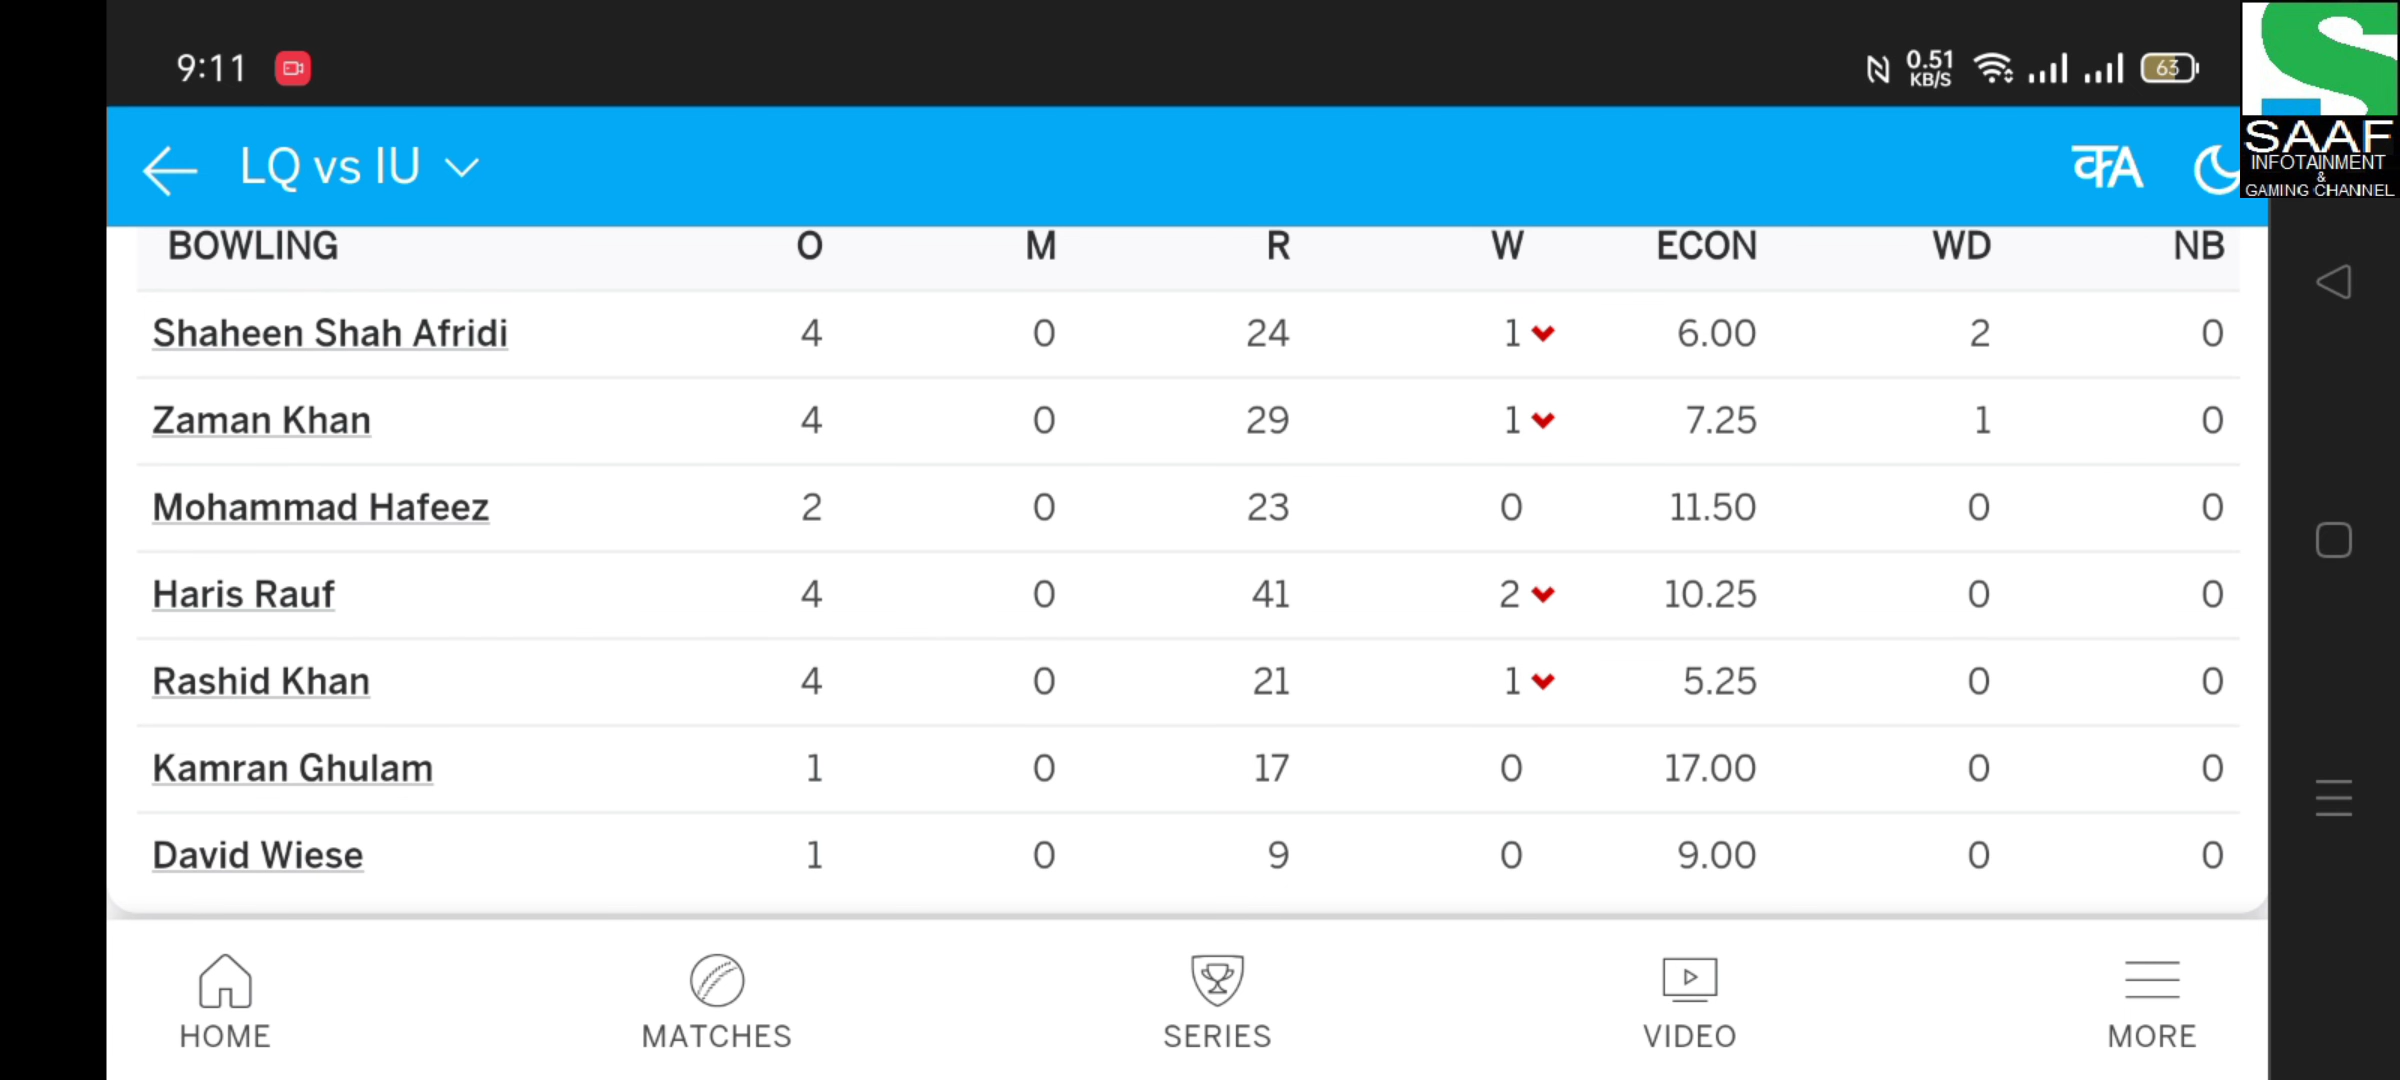 9:11
0.51
KB/S
63
LQ vs IU
काA
SAAF
INFOTAINMENT
&
GAMING CHANNEL
BOWLING O M R W ECON WD NB
Shaheen Shah Afridi 4 0 24 1 6.00 2 0
Zaman Khan 4 0 29 1 7.25 1 0
Mohammad Hafeez 2 0 23 0 11.50 0 0
Haris Rauf 4 0 41 2 10.25 0 0
Rashid Khan 4 0 21 1 5.25 0 0
Kamran Ghulam 1 0 17 0 17.00 0 0
David Wiese 1 0 9 0 9.00 0 0
HOME MATCHES SERIES VIDEO MORE